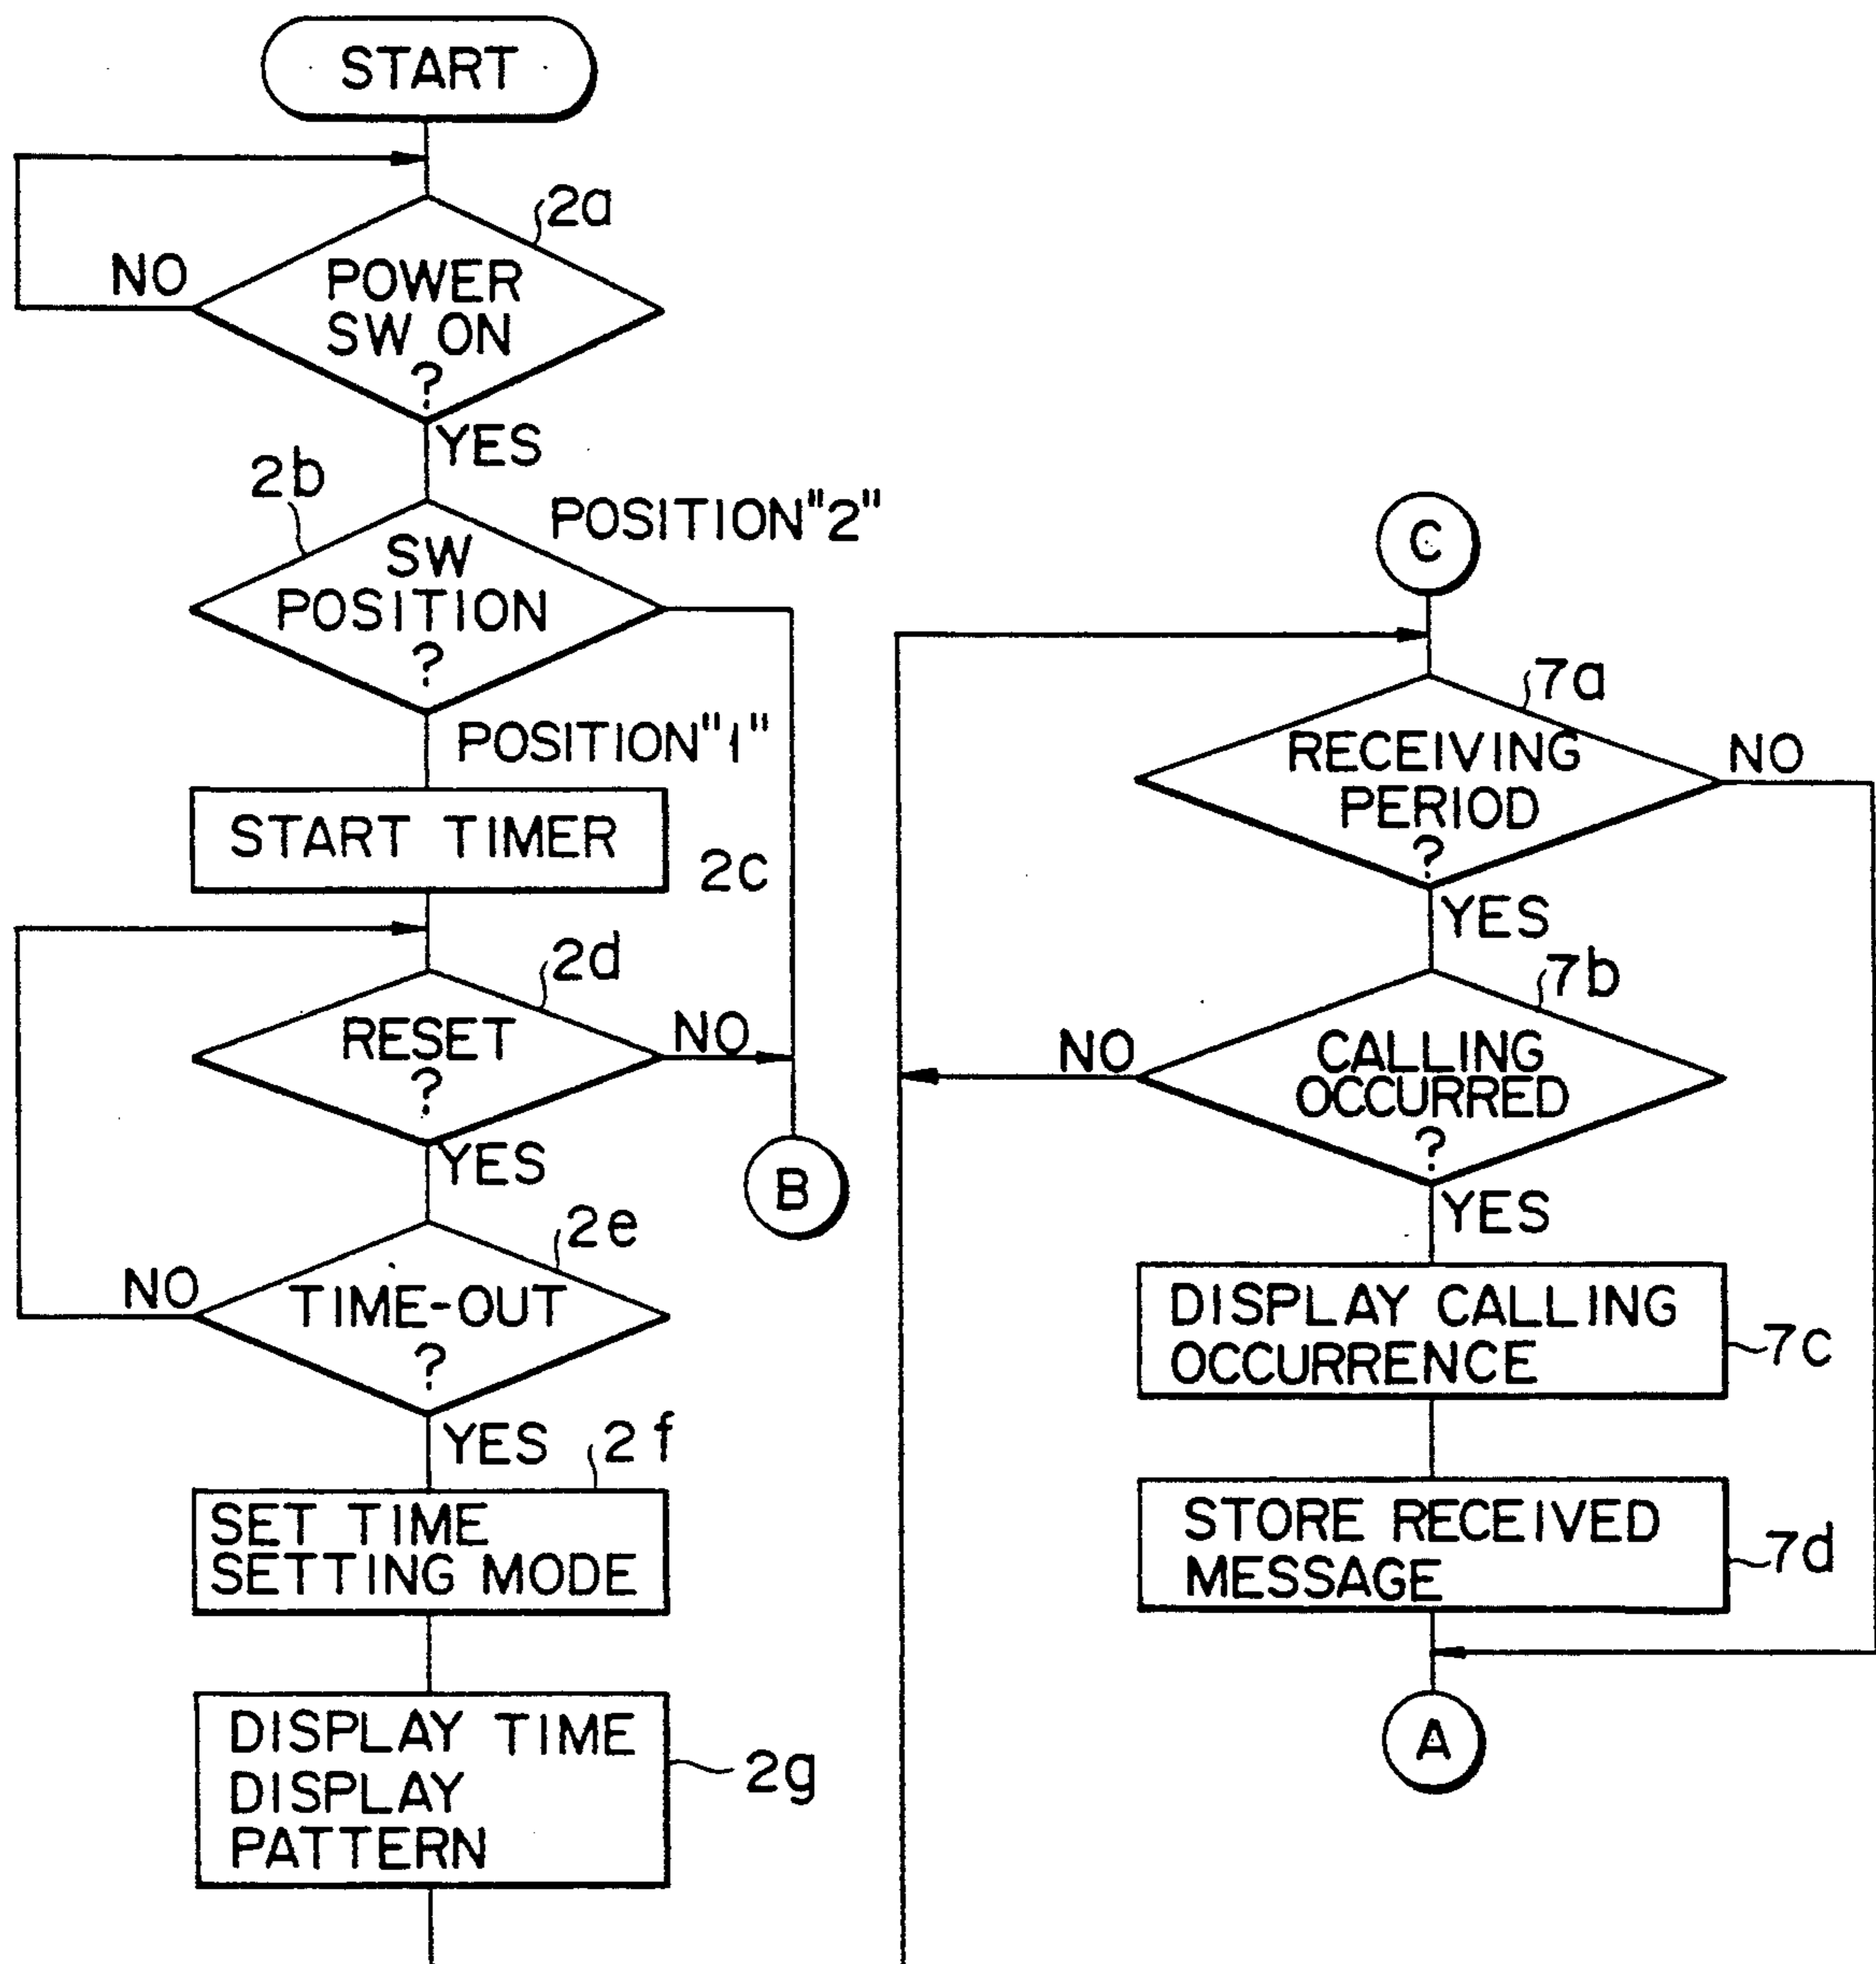 START
2a
NO
POWER
SW ON
?
YES
2b
POSITION"2"
SW
POSITION
?
POSITION"1"
START TIMER
2c
2d
RESET
?
NO
YES
B
2e
NO
TIME-OUT
?
YES
2f
SET TIME
SETTING MODE
DISPLAY TIME
DISPLAY
PATTERN
2g
C
7a
RECEIVING
PERIOD
?
NO
YES
7b
NO
CALLING
OCCURRED
?
YES
DISPLAY CALLING
OCCURRENCE
7c
STORE RECEIVED
MESSAGE
7d
A